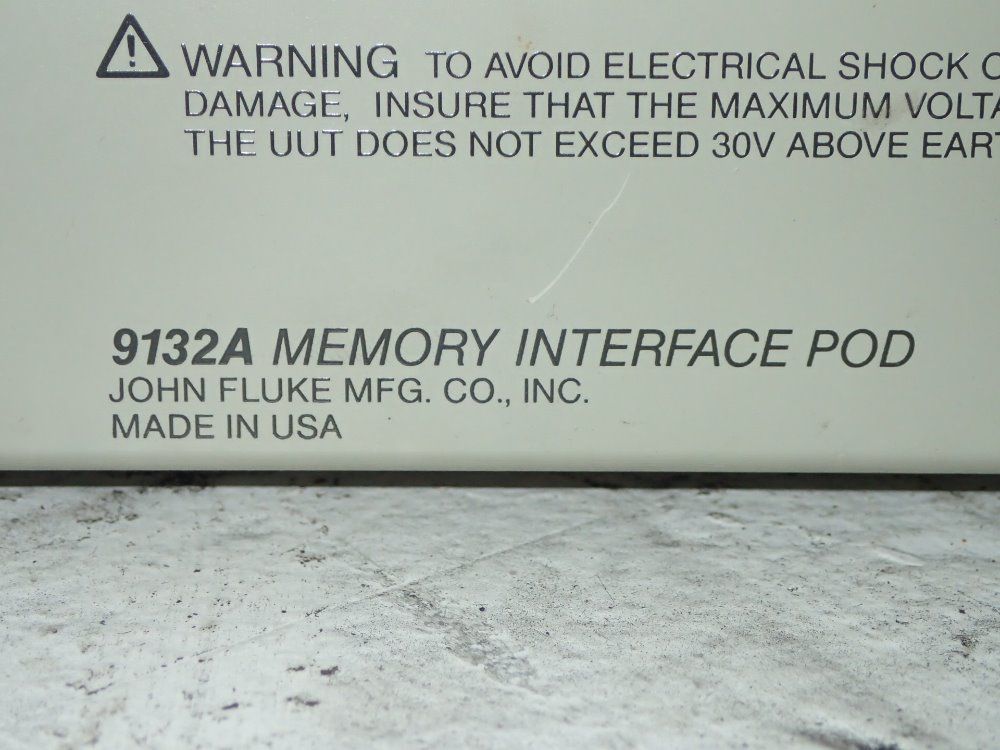 WARNING TO AVOID ELECTRICAL SHOCK
DAMAGE, INSURE THAT THE MAXIMUM
THE UUT DOES NOT EXCEED 30V ABOVE
9132A MEMORY INTERFACE POD
JOHN FLUKE MFG. CO., INC.
MADE IN USA